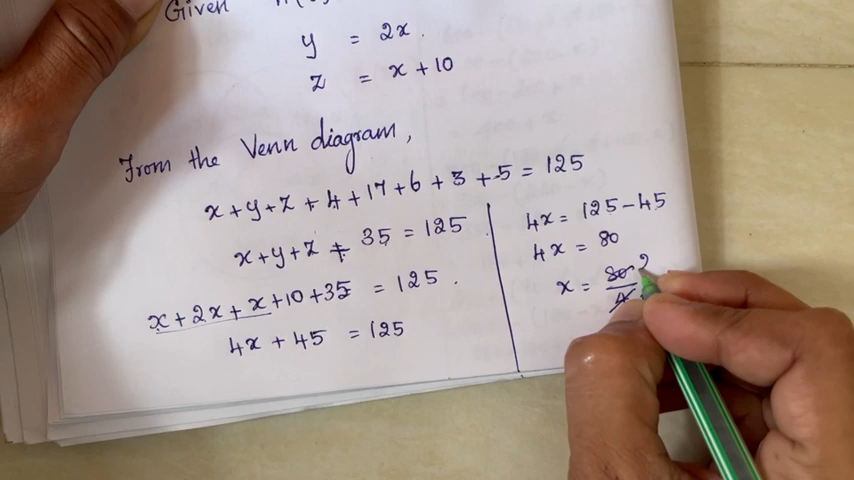 Given
y = 2x.
z = x + 10
From the Venn diagram,
x + y + z + 4 + 17 + 6 + 3 + 5 = 125
x + y + z + 35 = 125
x + 2x + x + 10 + 35 = 125.
4x + 45 = 125
4x = 125 - 45
4x = 80
x = 80/4 2